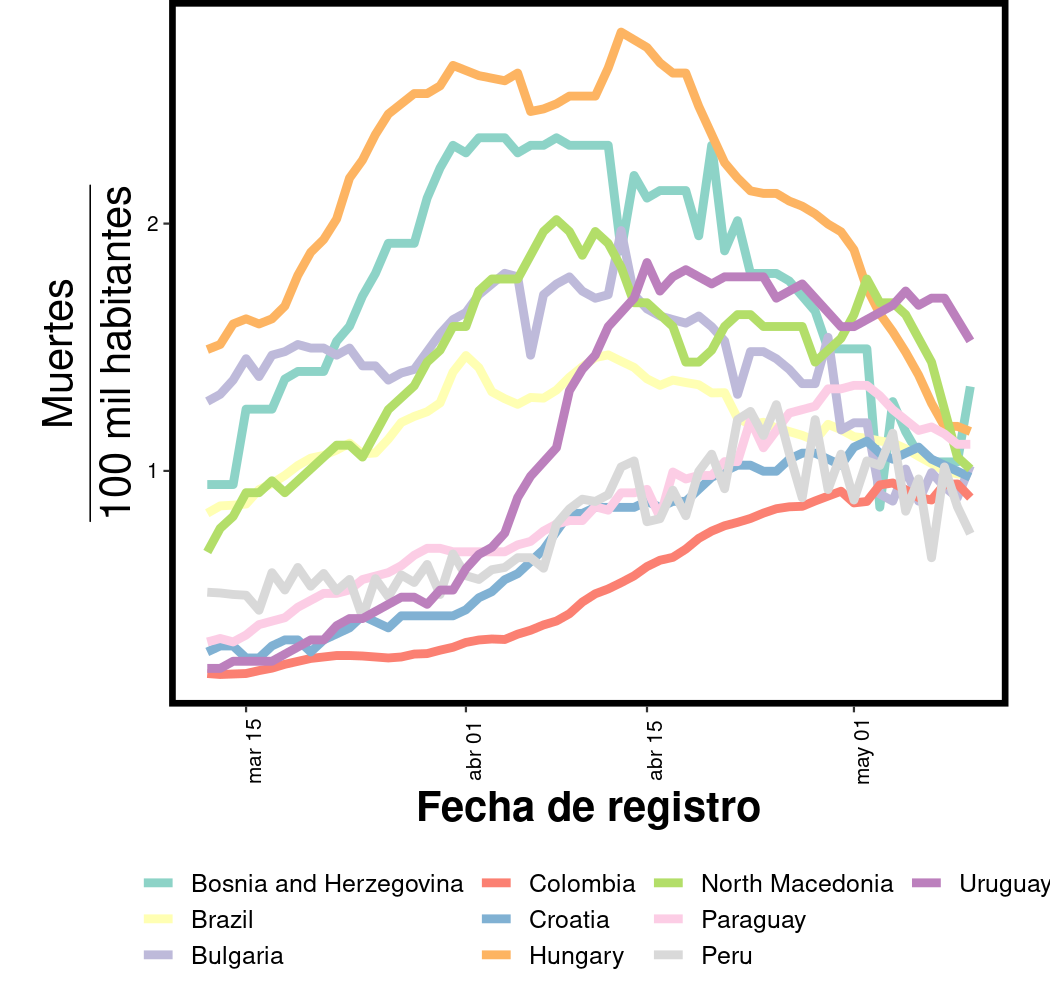 Muertes
100 mil habitantes
2
1
mar 15
abr 01
abr 15
may 01
Fecha de registro
Bosnia and Herzegovina
Colombia
North Macedonia
Uruguay
Brazil
Croatia
Paraguay
Bulgaria
Hungary
Peru